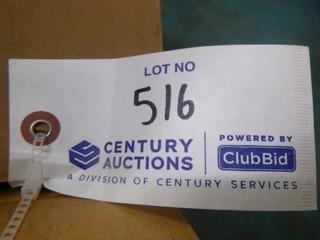 LOT NO
516
CENTURY AUCTIONS
POWERED BY
ClubBid
A DIVISION OF CENTURY SERVICES